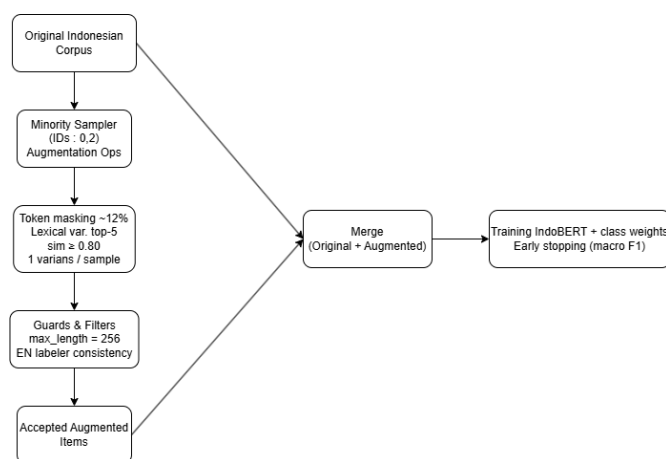 Original Indonesian
Corpus
Minority Sampler
(IDs : 0,2)
Augmentation Ops
Token masking ~12%
Lexical var. top-5
sim ≥ 0.80
1 varians / sample
Guards & Filters
max_length = 256
EN labeler consistency
Accepted Augmented
Items
Merge
(Original + Augmented)
Training IndoBERT + class weights
Early stopping (macro F1)